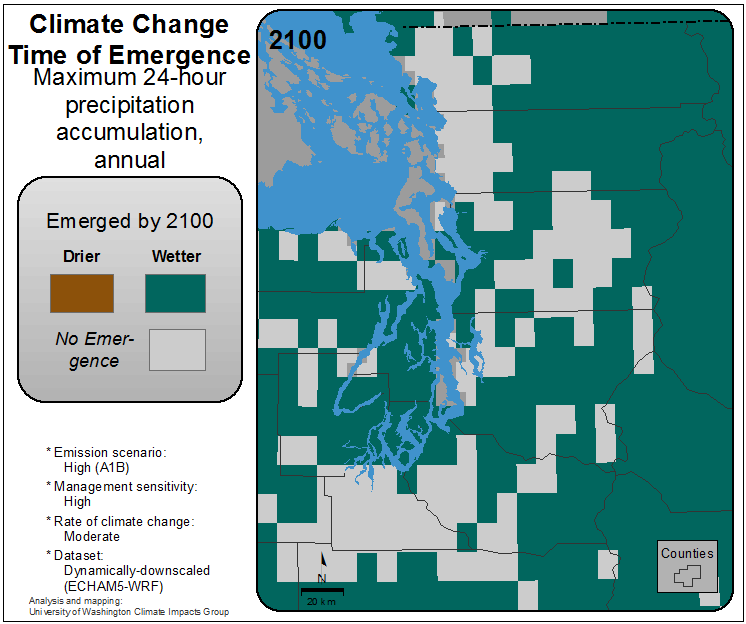 Climate Change
Time of Emergence
Maximum 24-hour
precipitation
accumulation,
annual
Emerged by 2100
Drier
Wetter
No Emer-
gence
* Emission scenario:
High (A1B)
* Management sensitivity:
High
* Rate of climate change:
Moderate
* Dataset:
Dynamically-downscaled
(ECHAM5-WRF)
Analysis and mapping:
University of Washington Climate Impacts Group
2100
N
20 km
Counties